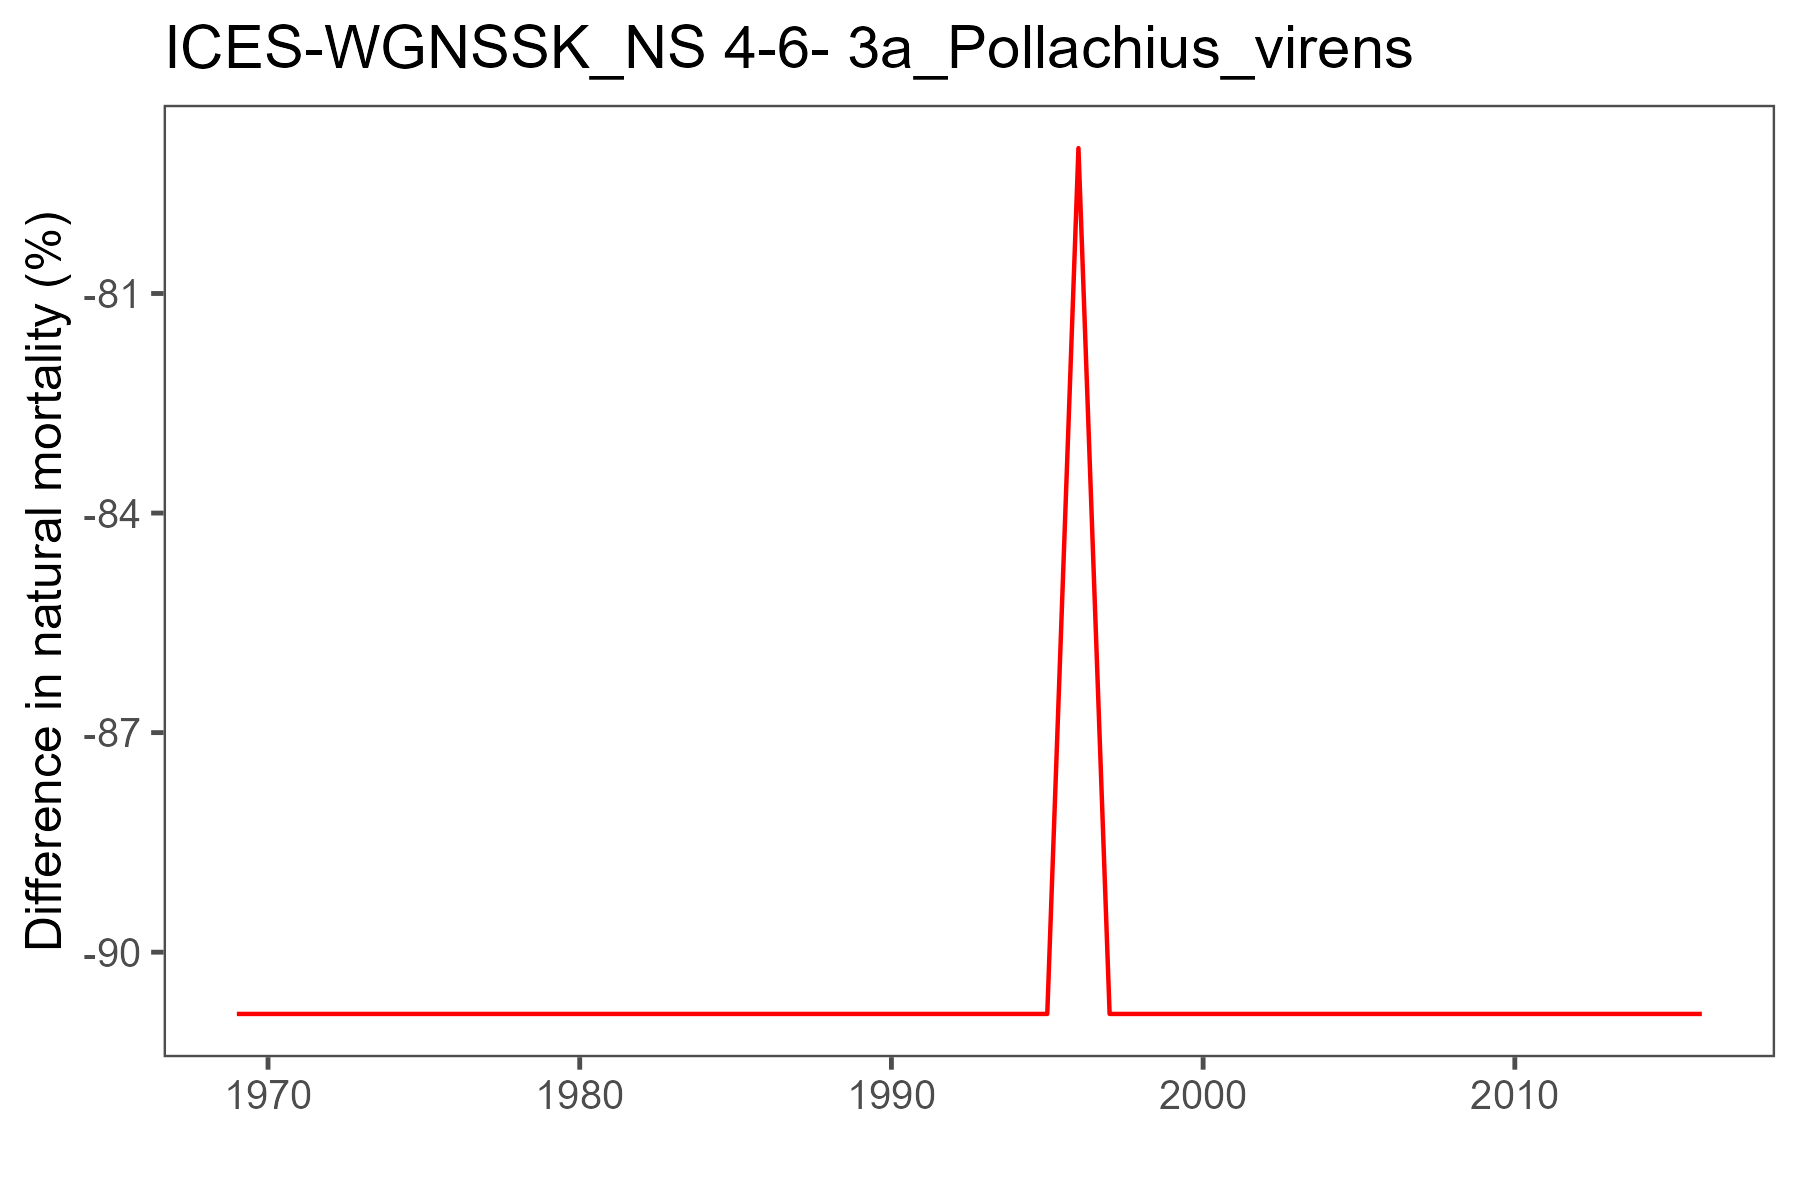 ICES-WGNSSK_NS 4-6- 3a_Pollachius_virens
Difference in natural mortality (%)
-81
-84
-87
-90
1970 1980 1990 2000 2010